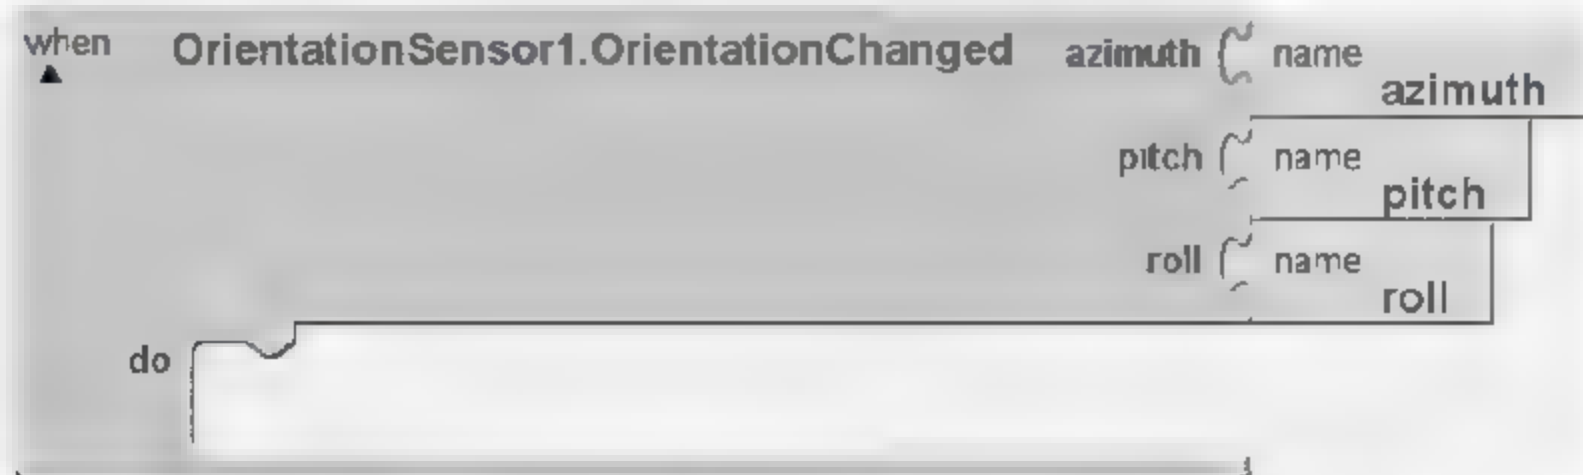 when OrientationSensor1.OrientationChanged azimuth name
azimuth
pitch name
pitch
roll name
roll
do